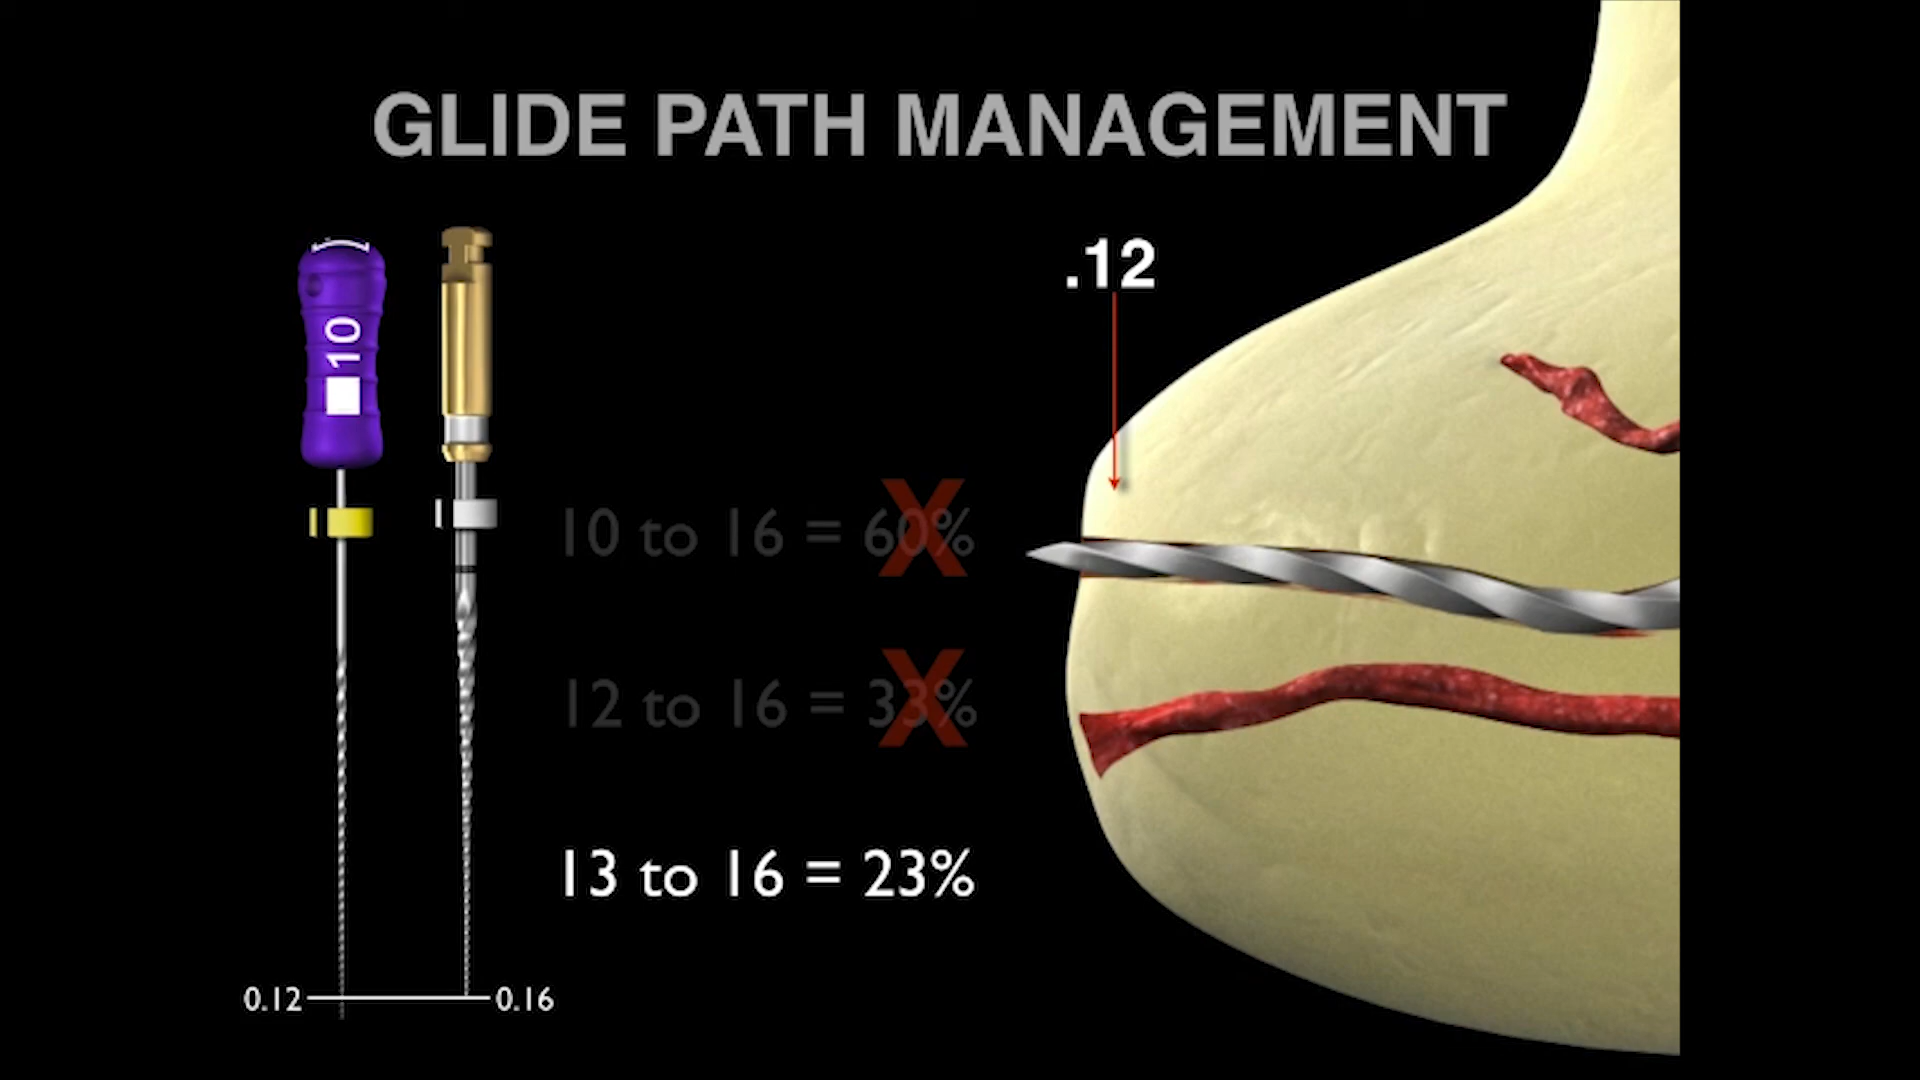 GLIDE PATH MANAGEMENT
.12
10
10 to 16 = 60%
X
12 to 16 = 33%
X
13 to 16 = 23%
0.12
0.16